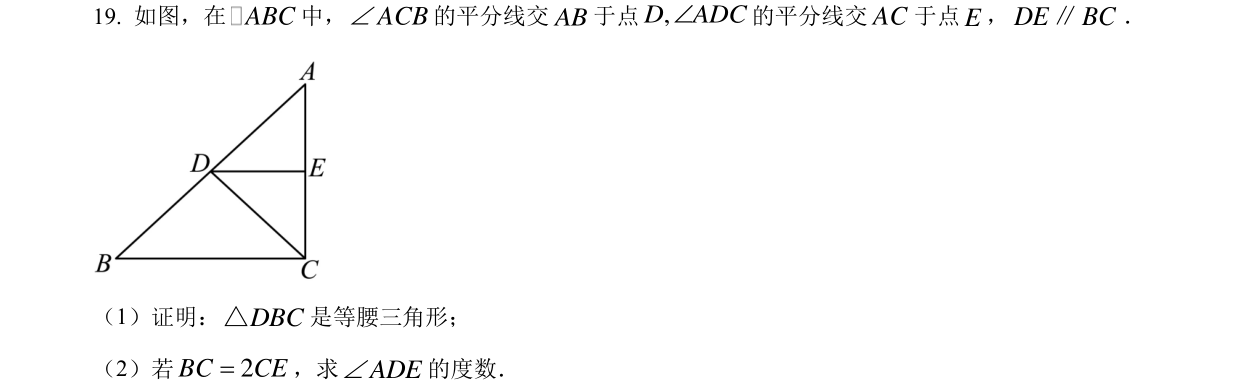 19. 如图，在▯ABC 中，∠ACB 的平分线交 AB 于点 D,∠ADC 的平分线交 AC 于点 E，DE∥BC．
A
D
E
B
C
（1）证明：△DBC 是等腰三角形；
（2）若 BC = 2CE，求∠ADE 的度数．